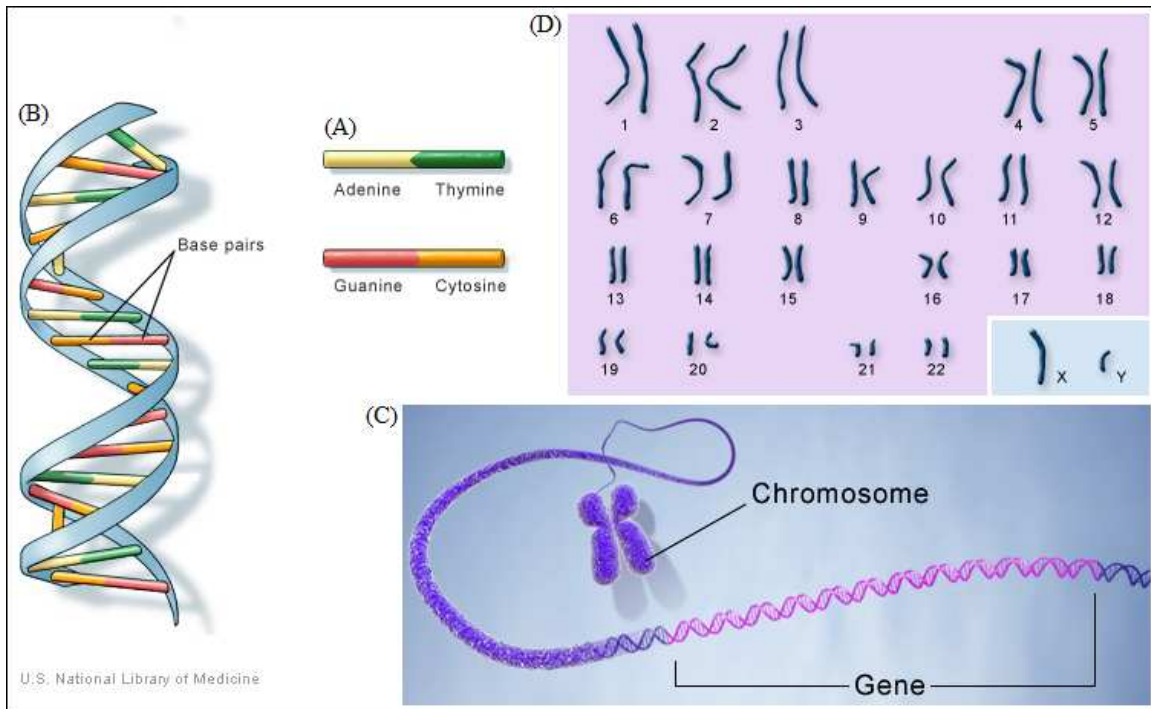 (B)
Base pairs
U.S. National Library of Medicine
(A)
Adenine Thymine
Guanine Cytosine
(D)
1 2 3 4 5
6 7 8 9 10 11 12
13 14 15 16 17 18
19 20 21 22 X Y
(C)
Chromosome
Gene